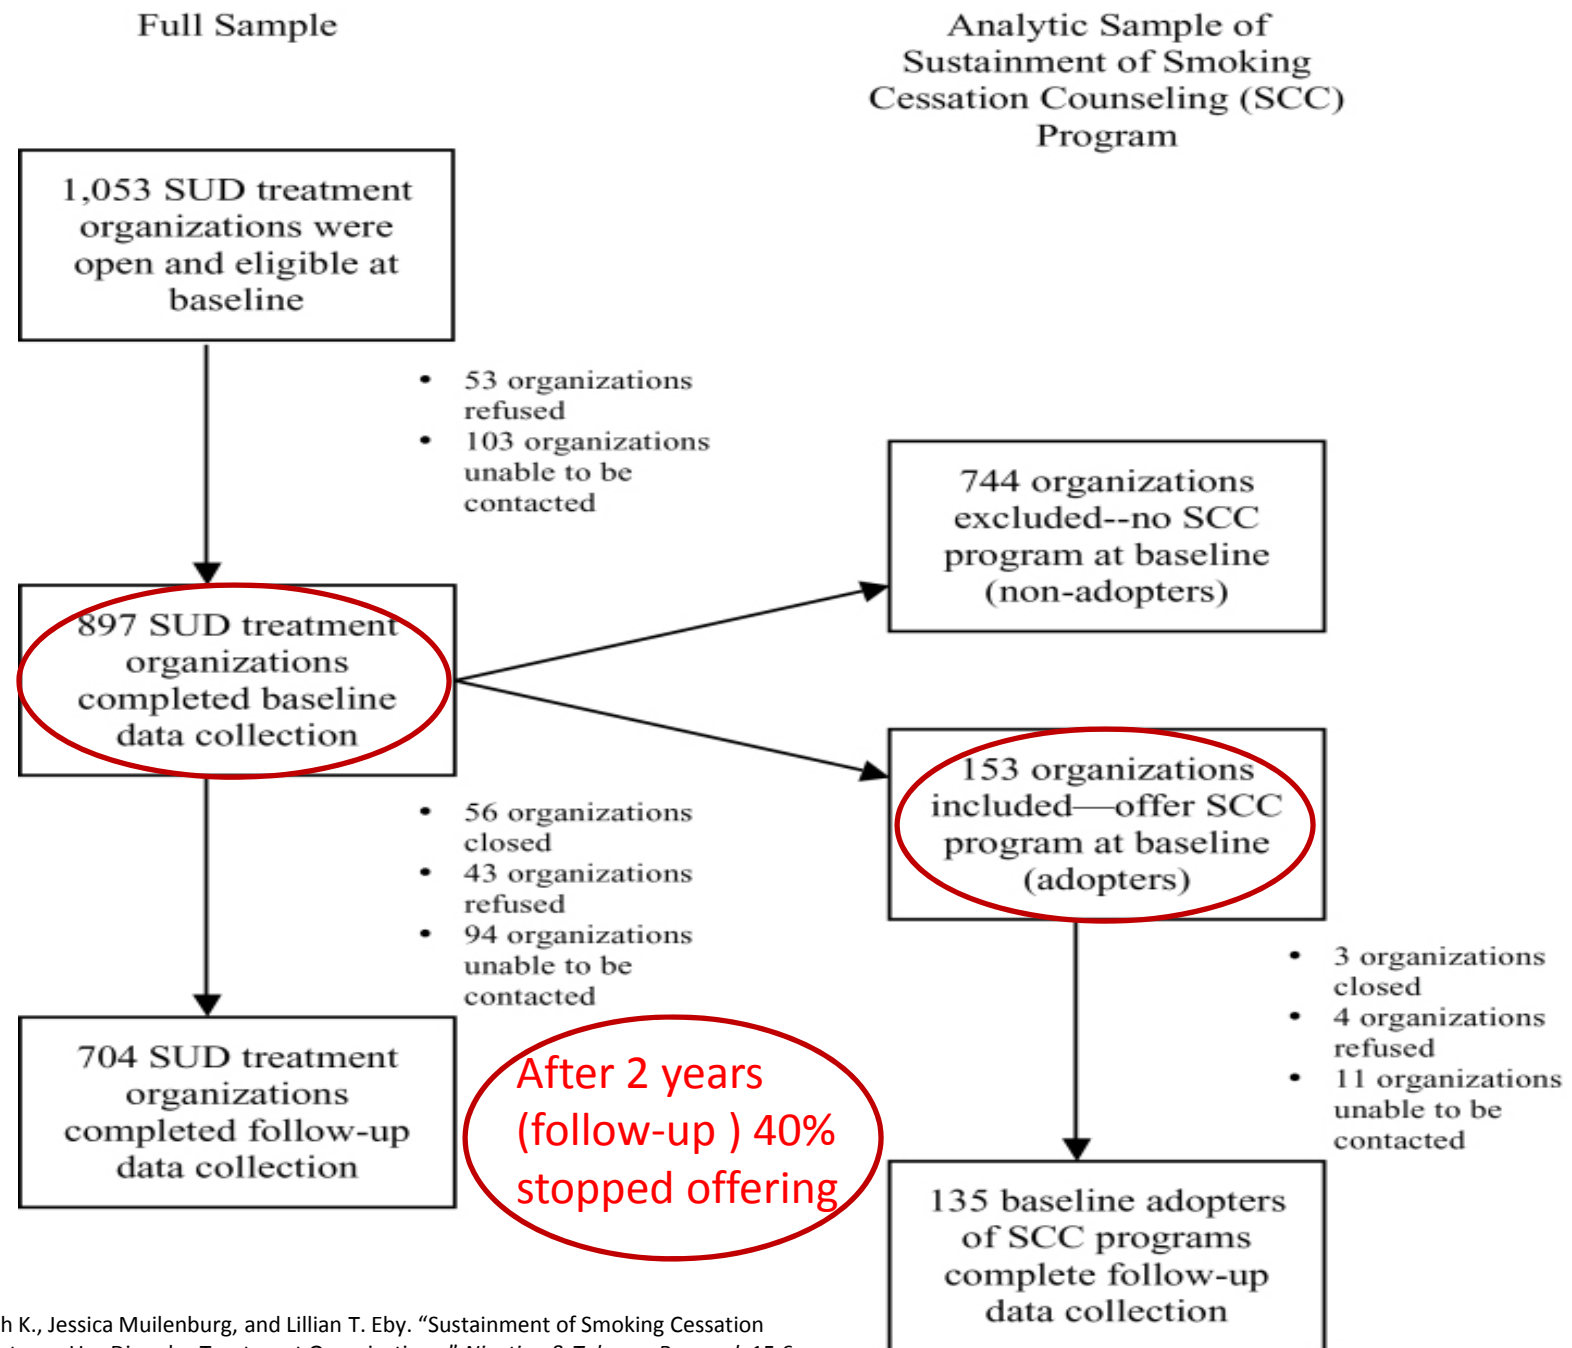 Full Sample
Analytic Sample of
Sustainment of Smoking
Cessation Counseling (SCC)
Program
1,053 SUD treatment
organizations were
open and eligible at
baseline
• 53 organizations
refused
• 103 organizations
unable to be
contacted
744 organizations
excluded--no SCC
program at baseline
(non-adopters)
897 SUD treatment
organizations
completed baseline
data collection
153 organizations
included—offer SCC
program at baseline
(adopters)
• 56 organizations
closed
• 43 organizations
refused
• 94 organizations
unable to be
contacted
• 3 organizations
closed
• 4 organizations
refused
• 11 organizations
unable to be
contacted
704 SUD treatment
organizations
completed follow-up
data collection
After 2 years
(follow-up ) 40%
stopped offering
135 baseline adopters
of SCC programs
complete follow-up
data collection
h K., Jessica Muilenburg, and Lillian T. Eby. “Sustainment of Smoking Cessation